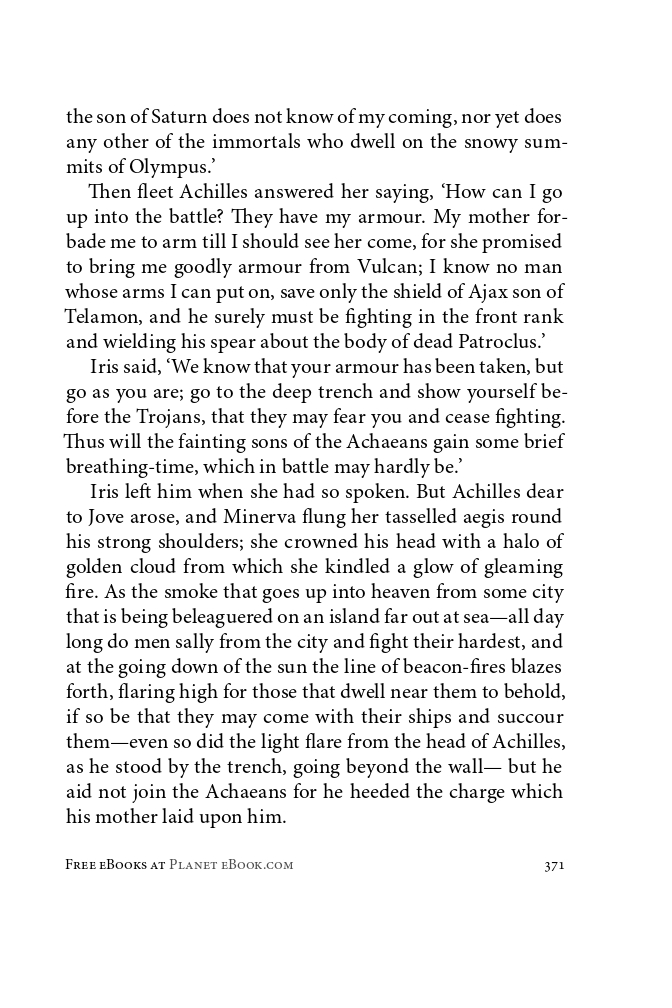 the son of Saturn does not know of my coming, nor yet does
any other of the immortals who dwell on the snowy sum-
mits of Olympus.’
Then fleet Achilles answered her saying, ‘How can I go
up into the battle? They have my armour. My mother for-
bade me to arm till I should see her come, for she promised
to bring me goodly armour from Vulcan; I know no man
whose arms I can put on, save only the shield of Ajax son of
Telamon, and he surely must be fighting in the front rank
and wielding his spear about the body of dead Patroclus.’
Iris said, ‘We know that your armour has been taken, but
go as you are; go to the deep trench and show yourself be-
fore the Trojans, that they may fear you and cease fighting.
Thus will the fainting sons of the Achaeans gain some brief
breathing-time, which in battle may hardly be.’
Iris left him when she had so spoken. But Achilles dear
to Jove arose, and Minerva flung her tasselled aegis round
his strong shoulders; she crowned his head with a halo of
golden cloud from which she kindled a glow of gleaming
fire. As the smoke that goes up into heaven from some city
that is being beleaguered on an island far out at sea—all day
long do men sally from the city and fight their hardest, and
at the going down of the sun the line of beacon-fires blazes
forth, flaring high for those that dwell near them to behold,
if so be that they may come with their ships and succour
them—even so did the light flare from the head of Achilles,
as he stood by the trench, going beyond the wall— but he
aid not join the Achaeans for he heeded the charge which
his mother laid upon him.
Free eBooks at Planet eBook.com 371